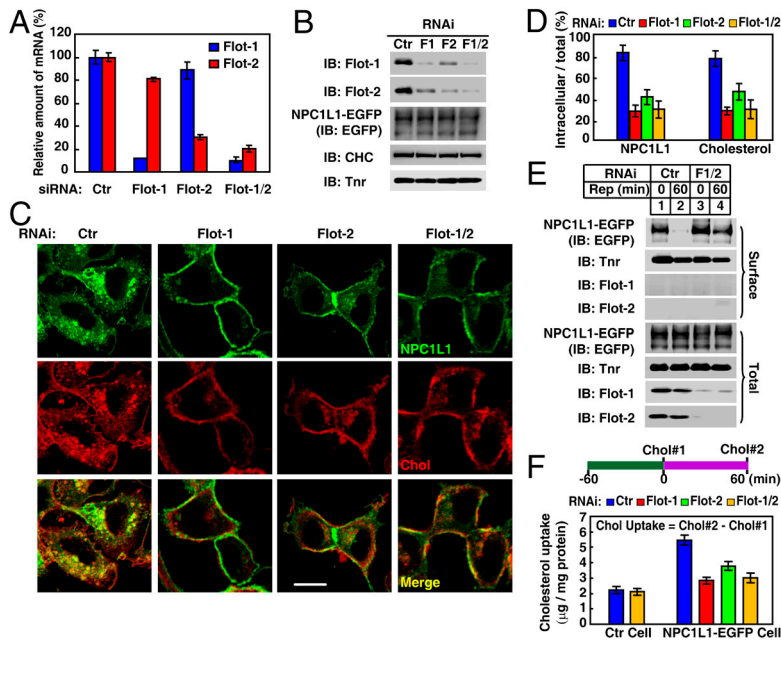 A
Relative amount of mRNA (%)
120
100
80
60
40
20
0
Flot-1
Flot-2
siRNA: Ctr Flot-1 Flot-2 Flot-1/2
B
RNAi
Ctr F1 F2 F1/2
IB: Flot-1
IB: Flot-2
NPC1L1-EGFP
(IB: EGFP)
IB: CHC
IB: Tnr
C
RNAi: Ctr Flot-1 Flot-2 Flot-1/2
NPC1L1
Chol
Merge
D
RNAi: Ctr Flot-1 Flot-2 Flot-1/2
Intracellular / total (%)
100
80
60
40
20
0
NPC1L1 Cholesterol
E
RNAi Ctr F1/2
Rep (min) 0 60 0 60
1 2 3 4
NPC1L1-EGFP
(IB: EGFP)
IB: Tnr
IB: Flot-1
IB: Flot-2
Surface
NPC1L1-EGFP
(IB: EGFP)
IB: Tnr
IB: Flot-1
IB: Flot-2
Total
F
Chol#1 Chol#2
-60 0 60 (min)
RNAi: Ctr Flot-1 Flot-2 Flot-1/2
Chol Uptake = Chol#2 - Chol#1
Cholesterol uptake
(μg / mg protein)
7
6
5
4
3
2
1
0
Ctr Cell NPC1L1-EGFP Cell